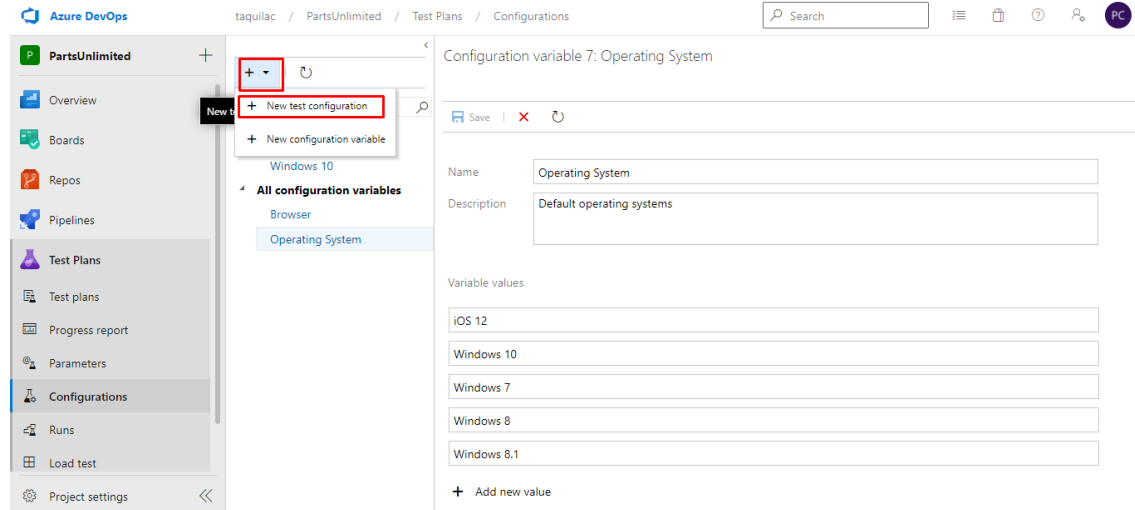 Azure DevOps
taquilac / PartsUnlimited / Test Plans / Configurations
Search
PC
P PartsUnlimited
Overview
Boards
Repos
Pipelines
Test Plans
Test plans
Progress report
Parameters
Configurations
Runs
Load test
Project settings
New
New test configuration
New configuration variable
Windows 10
All configuration variables
Browser
Operating System
Configuration variable 7: Operating System
Save
Name
Operating System
Description
Default operating systems
Variable values
iOS 12
Windows 10
Windows 7
Windows 8
Windows 8.1
Add new value